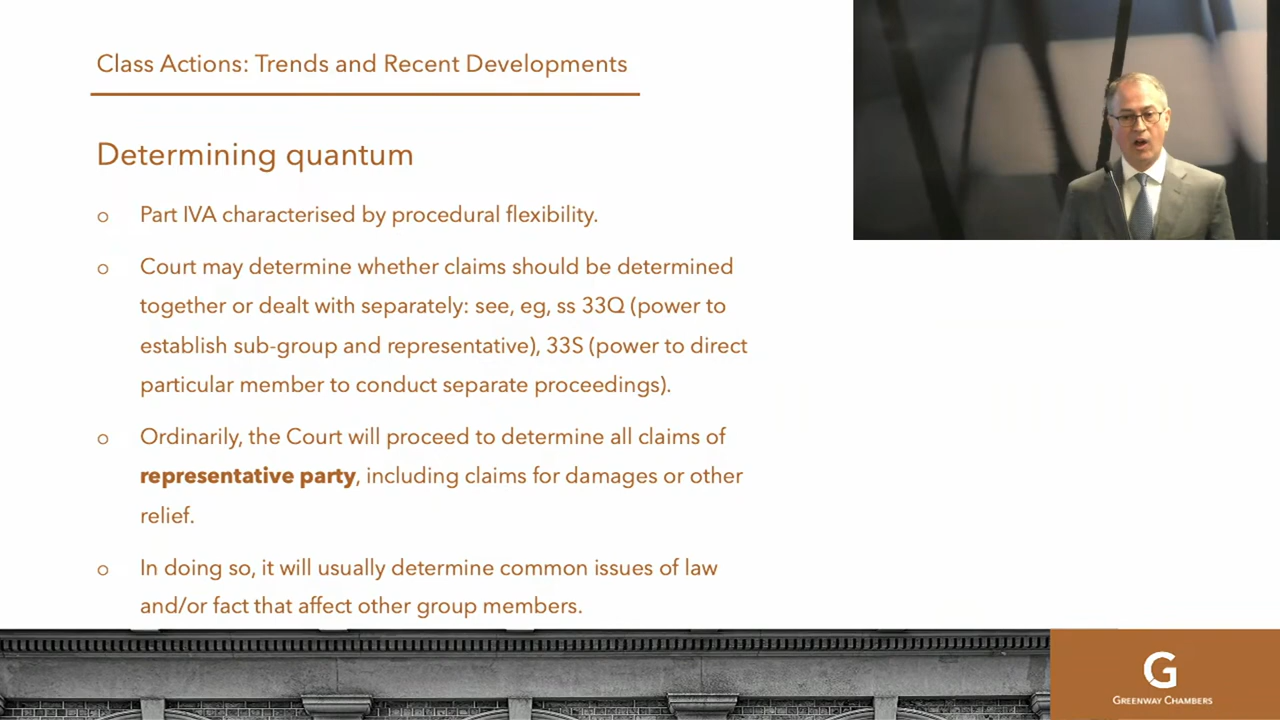 Class Actions: Trends and Recent Developments
Determining quantum
o Part IVA characterised by procedural flexibility.
o Court may determine whether claims should be determined
together or dealt with separately: see, eg, ss 33Q (power to
establish sub-group and representative), 33S (power to direct
particular member to conduct separate proceedings).
o Ordinarily, the Court will proceed to determine all claims of
representative party, including claims for damages or other
relief.
o In doing so, it will usually determine common issues of law
and/or fact that affect other group members.
G
GREENWAY CHAMBERS